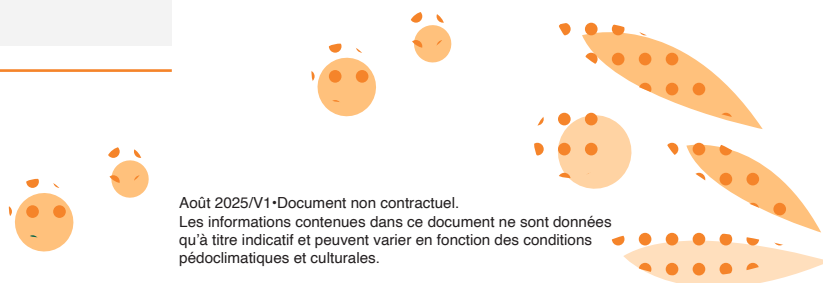 Août 2025/V1•Document non contractuel.
Les informations contenues dans ce document ne sont données
qu'à titre indicatif et peuvent varier en fonction des conditions
pédoclimatiques et culturales.